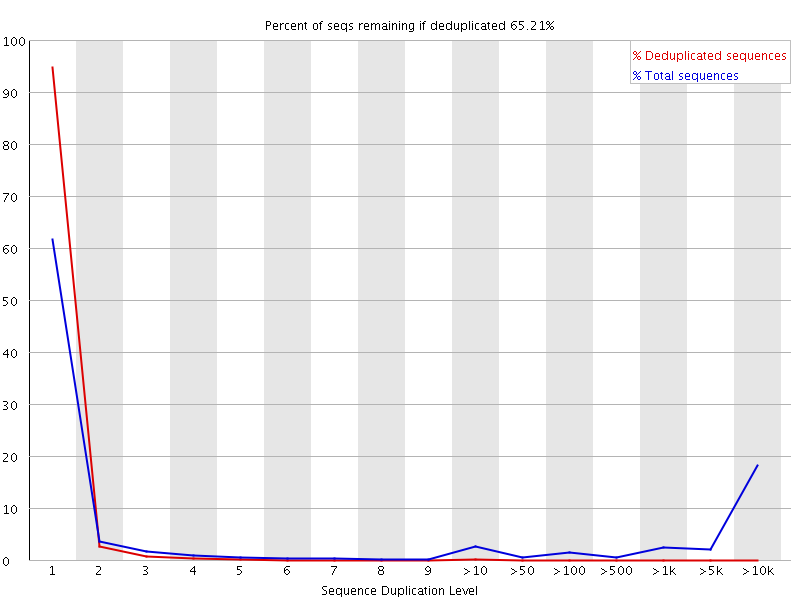 Percent of seqs remaining if deduplicated 65.21%
% Deduplicated sequences
% Total sequences
100
90
80
70
60
50
40
30
20
10
0
1 2 3 4 5 6 7 8 9 >10 >50 >100 >500 >1k >5k >10k
Sequence Duplication Level